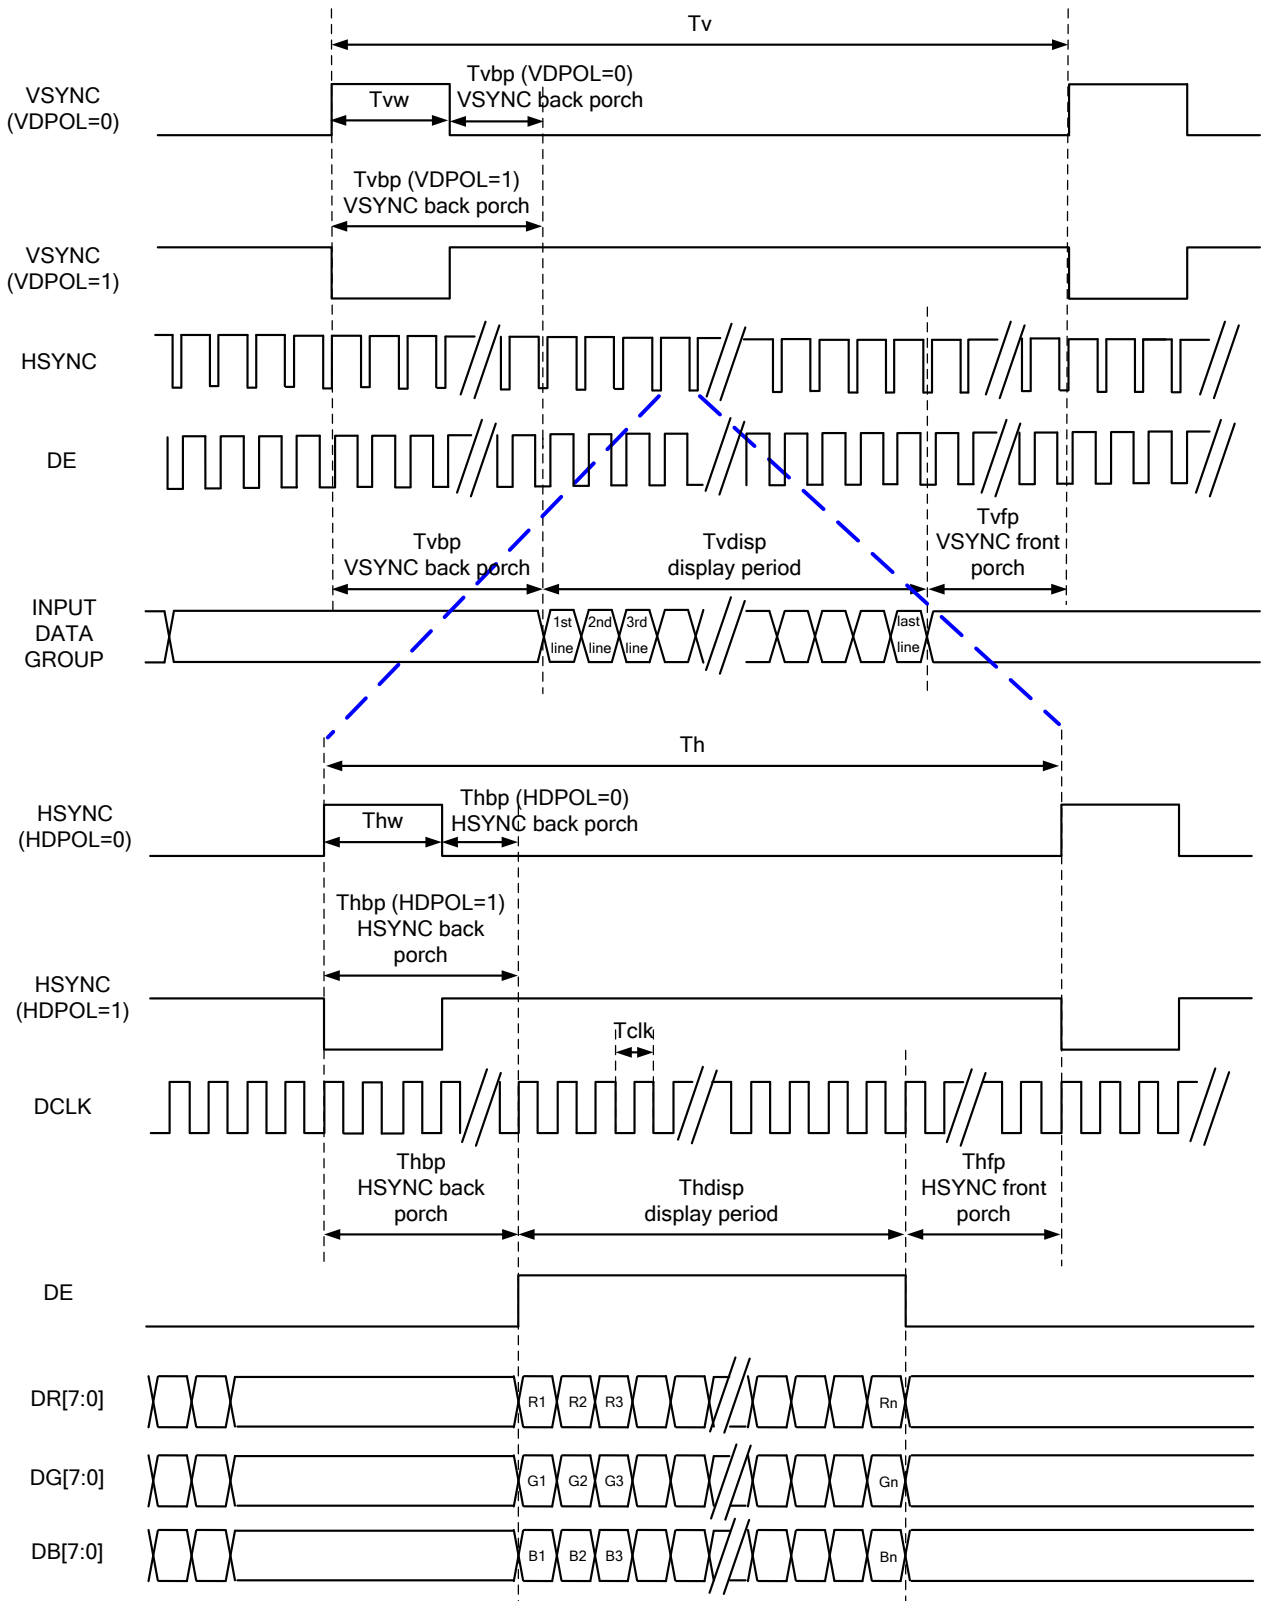 Tv
VSYNC
(VDPOL=0)
Tvw
Tvbp (VDPOL=0)
VSYNC back porch
Tvbp (VDPOL=1)
VSYNC back porch
VSYNC
(VDPOL=1)
HSYNC
DE
Tvbp
VSYNC back porch
Tvdisp
display period
Tvfp
VSYNC front
porch
INPUT
DATA
GROUP
1st
line
2nd
line
3rd
line
last
line
Th
HSYNC
(HDPOL=0)
Thw
Thbp (HDPOL=0)
HSYNC back porch
Thbp (HDPOL=1)
HSYNC back
porch
HSYNC
(HDPOL=1)
Tclk
DCLK
Thbp
HSYNC back
porch
Thdisp
display period
Thfp
HSYNC front
porch
DE
DR[7:0]
R1
R2
R3
Rn
DG[7:0]
G1
G2
G3
Gn
DB[7:0]
B1
B2
B3
Bn